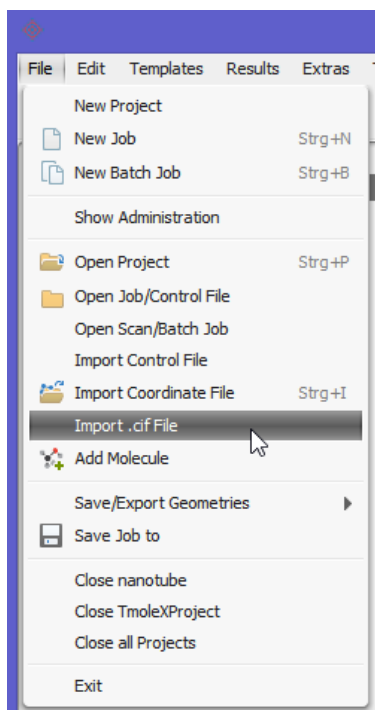 File Edit Templates Results Extras
New Project
New Job Strg+N
New Batch Job Strg+B
Show Administration
Open Project Strg+P
Open Job/Control File
Open Scan/Batch Job
Import Control File
Import Coordinate File Strg+I
Import .cif File
Add Molecule
Save/Export Geometries
Save Job to
Close nanotube
Close TmoleXProject
Close all Projects
Exit